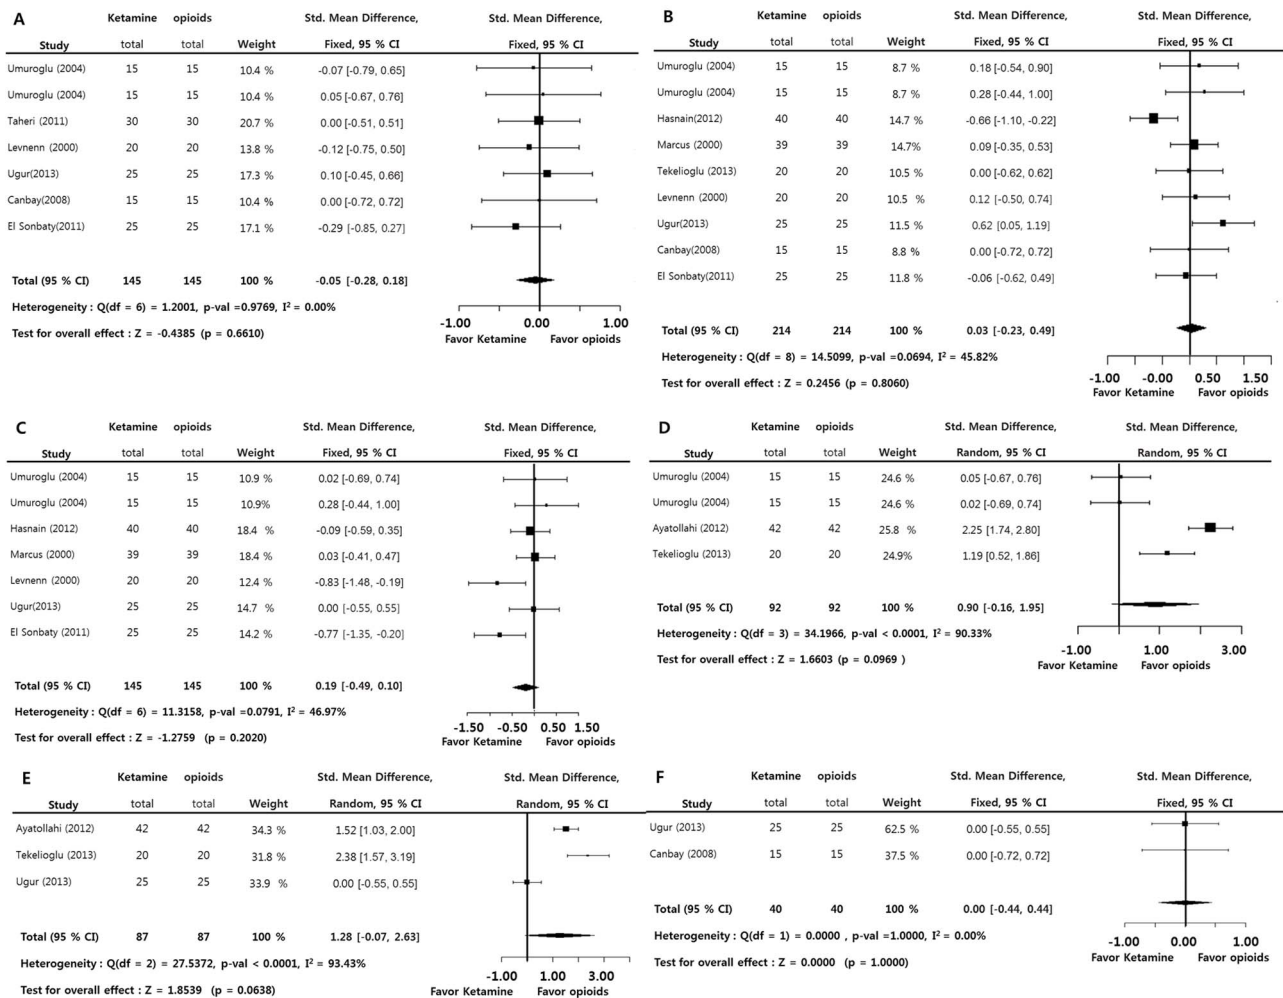 A
Ketamine opioids Std. Mean Difference, Std. Mean Difference,
Study total total Weight Fixed, 95 % CI Fixed, 95 % CI
Umuroglu (2004) 15 15 10.4 % -0.07 [-0.79, 0.65]
Umuroglu (2004) 15 15 10.4 % 0.05 [-0.67, 0.76]
Taheri (2011) 30 30 20.7 % 0.00 [-0.51, 0.51]
Levnenn (2000) 20 20 13.8 % -0.12 [-0.75, 0.50]
Ugur(2013) 25 25 17.3 % 0.10 [-0.45, 0.66]
Canbay(2008) 15 15 10.4 % 0.00 [-0.72, 0.72]
El Sonbaty(2011) 25 25 17.1 % -0.29 [-0.85, 0.27]
Total (95 % CI) 145 145 100 % -0.05 [-0.28, 0.18]
Heterogeneity : Q(df = 6) = 1.2001, p-val =0.9769, I² = 0.00%
Test for overall effect : Z = -0.4385 (p = 0.6610)
-1.00 0.00 1.00
Favor Ketamine Favor opioids
B
Ketamine opioids Std. Mean Difference, Std. Mean Difference,
Study total total Weight Fixed, 95 % CI Fixed, 95 % CI
Umuroglu (2004) 15 15 8.7 % 0.18 [-0.54, 0.90]
Umuroglu (2004) 15 15 8.7 % 0.28 [-0.44, 1.00]
Hasnain(2012) 40 40 14.7 % -0.66 [-1.10, -0.22]
Marcus (2000) 39 39 14.7% 0.09 [-0.35, 0.53]
Tekelioglu (2013) 20 20 10.5 % 0.00 [-0.62, 0.62]
Levnenn (2000) 20 20 10.5 % 0.12 [-0.50, 0.74]
Ugur(2013) 25 25 11.5 % 0.62 [0.05, 1.19]
Canbay(2008) 15 15 8.8 % 0.00 [-0.72, 0.72]
El Sonbaty(2011) 25 25 11.8 % -0.06 [-0.62, 0.49]
Total (95 % CI) 214 214 100 % 0.03 [-0.23, 0.49]
Heterogeneity : Q(df = 8) = 14.5099, p-val =0.0694, I² = 45.82%
Test for overall effect : Z = 0.2456 (p = 0.8060)
-1.00 -0.00 0.50 1.50
Favor Ketamine Favor opioids
C
Ketamine opioids Std. Mean Difference, Std. Mean Difference,
Study total total Weight Fixed, 95 % CI Fixed, 95 % CI
Umuroglu (2004) 15 15 10.9 % 0.02 [-0.69, 0.74]
Umuroglu (2004) 15 15 10.9% 0.28 [-0.44, 1.00]
Hasnain (2012) 40 40 18.4 % -0.09 [-0.59, 0.35]
Marcus (2000) 39 39 18.4 % 0.03 [-0.41, 0.47]
Levnenn (2000) 20 20 12.4 % -0.83 [-1.48, -0.19]
Ugur(2013) 25 25 14.7 % 0.00 [-0.55, 0.55]
El Sonbaty (2011) 25 25 14.2 % -0.77 [-1.35, -0.20]
Total (95 % CI) 145 145 100 % 0.19 [-0.49, 0.10]
Heterogeneity : Q(df = 6) = 11.3158, p-val =0.0791, I² = 46.97%
Test for overall effect : Z = -1.2759 (p = 0.2020)
-1.50 -0.50 0.50 1.50
Favor Ketamine Favor opioids
D
Ketamine opioids Std. Mean Difference, Std. Mean Difference,
Study total total Weight Random, 95 % CI Random, 95 % CI
Umuroglu (2004) 15 15 24.6 % 0.05 [-0.67, 0.76]
Umuroglu (2004) 15 15 24.6 % 0.02 [-0.69, 0.74]
Ayatollahi (2012) 42 42 25.8 % 2.25 [1.74, 2.80]
Tekelioglu (2013) 20 20 24.9% 1.19 [0.52, 1.86]
Total (95 % CI) 92 92 100 % 0.90 [-0.16, 1.95]
Heterogeneity : Q(df = 3) = 34.1966, p-val < 0.0001, I² = 90.33%
Test for overall effect : Z = 1.6603 (p = 0.0969 )
-1.00 1.00 3.00
Favor Ketamine Favor opioids
E
Ketamine opioids Std. Mean Difference, Std. Mean Difference,
Study total total Weight Random, 95 % CI Random, 95 % CI
Ayatollahi (2012) 42 42 34.3 % 1.52 [1.03, 2.00]
Tekelioglu (2013) 20 20 31.8 % 2.38 [1.57, 3.19]
Ugur (2013) 25 25 33.9 % 0.00 [-0.55, 0.55]
Total (95 % CI) 87 87 100 % 1.28 [-0.07, 2.63]
Heterogeneity : Q(df = 2) = 27.5372, p-val < 0.0001, I² = 93.43%
Test for overall effect : Z = 1.8539 (p = 0.0638)
-1.00 1.00 3.00
Favor Ketamine Favor opioids
F
Ketamine opioids Std. Mean Difference, Std. Mean Difference,
Study total total Weight Fixed, 95 % CI Fixed, 95 % CI
Ugur (2013) 25 25 62.5 % 0.00 [-0.55, 0.55]
Canbay (2008) 15 15 37.5 % 0.00 [-0.72, 0.72]
Total (95 % CI) 40 40 100 % 0.00 [-0.44, 0.44]
Heterogeneity : Q(df = 1) = 0.0000 , p-val =1.0000, I² = 0.00%
Test for overall effect : Z = 0.0000 (p = 1.0000)
-1.00 0.00 1.00
Favor Ketamine Favor opioids